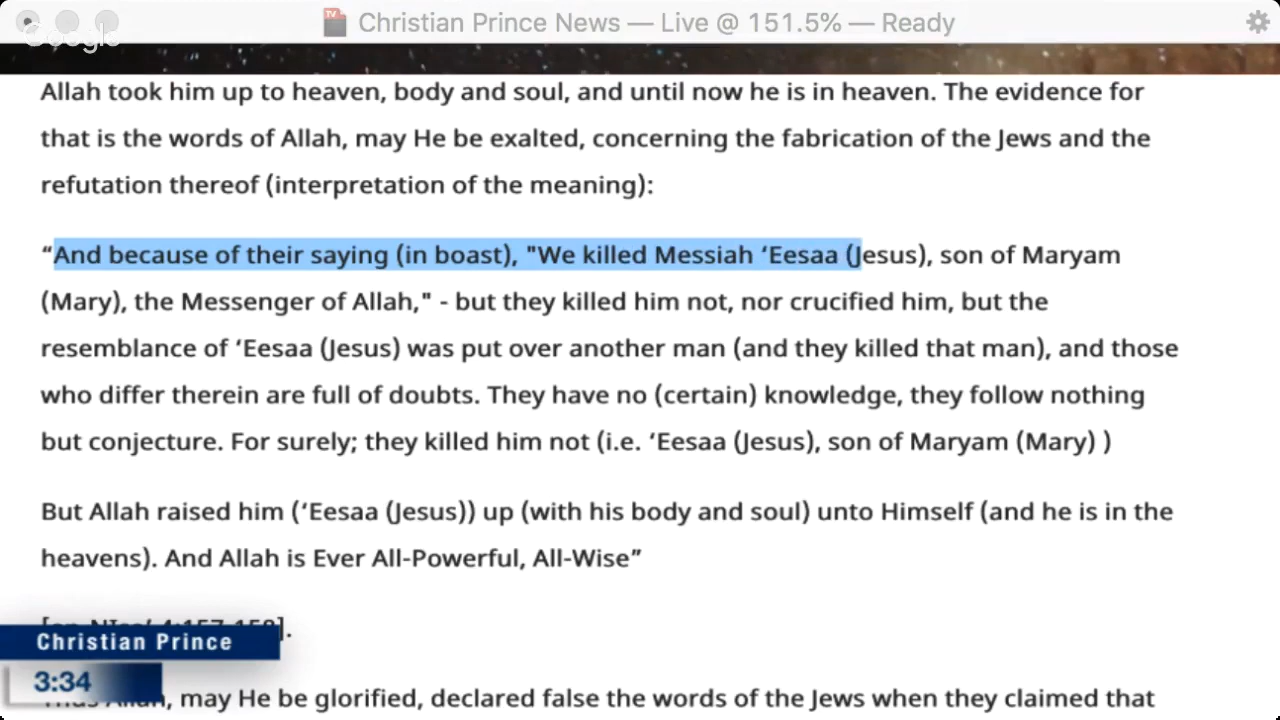 Google
TV
Christian Prince News — Live @ 151.5% — Ready
Allah took him up to heaven, body and soul, and until now he is in heaven. The evidence for
that is the words of Allah, may He be exalted, concerning the fabrication of the Jews and the
refutation thereof (interpretation of the meaning):
“And because of their saying (in boast), "We killed Messiah ‘Eesaa (Jesus), son of Maryam
(Mary), the Messenger of Allah," - but they killed him not, nor crucified him, but the
resemblance of ‘Eesaa (Jesus) was put over another man (and they killed that man), and those
who differ therein are full of doubts. They have no (certain) knowledge, they follow nothing
but conjecture. For surely; they killed him not (i.e. ‘Eesaa (Jesus), son of Maryam (Mary) )
But Allah raised him (‘Eesaa (Jesus)) up (with his body and soul) unto Himself (and he is in the
heavens). And Allah is Ever All-Powerful, All-Wise”
].
Christian Prince
3:34
Thus Allah, may He be glorified, declared false the words of the Jews when they claimed that